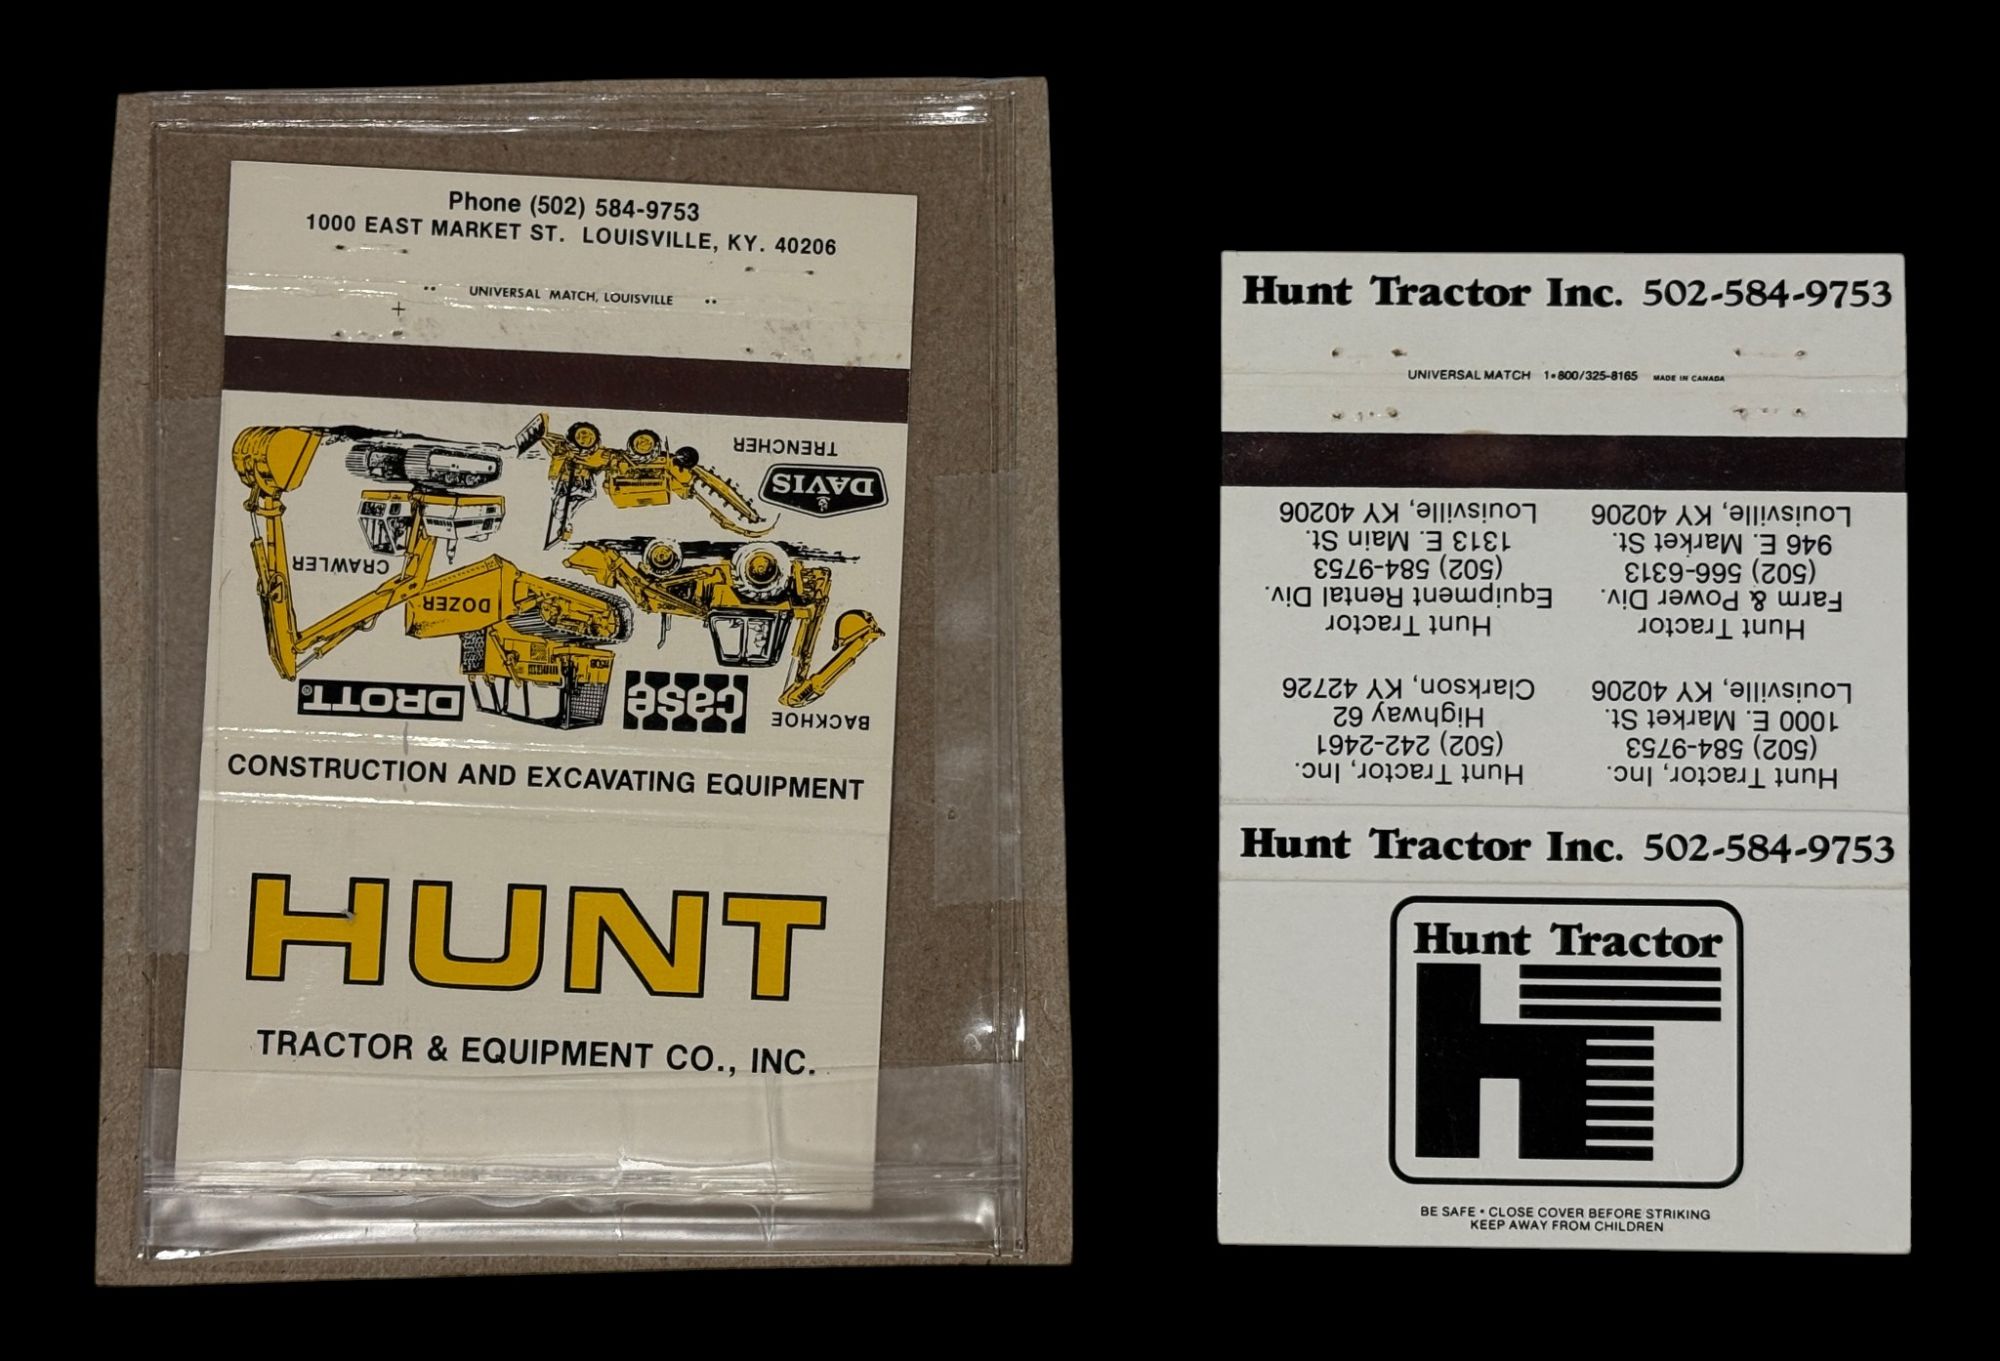 Phone (502) 584-9753
1000 EAST MARKET ST. LOUISVILLE, KY. 40206
UNIVERSAL MATCH, LOUISVILLE
TRENCHER
DAVIS
CRAWLER
DOZER
DROTT®
case
BACKHOE
CONSTRUCTION AND EXCAVATING EQUIPMENT
HUNT
TRACTOR & EQUIPMENT CO., INC.
Hunt Tractor Inc. 502-584-9753
UNIVERSAL MATCH 1•800/325-8165 MADE IN CANADA
Hunt Tractor, Inc.
(502) 584-9753
1000 E. Market St.
Louisville, KY 40206
Hunt Tractor, Inc.
(502) 242-2461
Highway 62
Clarkson, KY 42726
Hunt Tractor
Farm & Power Div.
(502) 566-6313
946 E. Market St.
Louisville, KY 40206
Hunt Tractor
Equipment Rental Div.
(502) 584-9753
1313 E. Main St.
Louisville, KY 40206
Hunt Tractor Inc. 502-584-9753
Hunt Tractor
HT
BE SAFE • CLOSE COVER BEFORE STRIKING
KEEP AWAY FROM CHILDREN